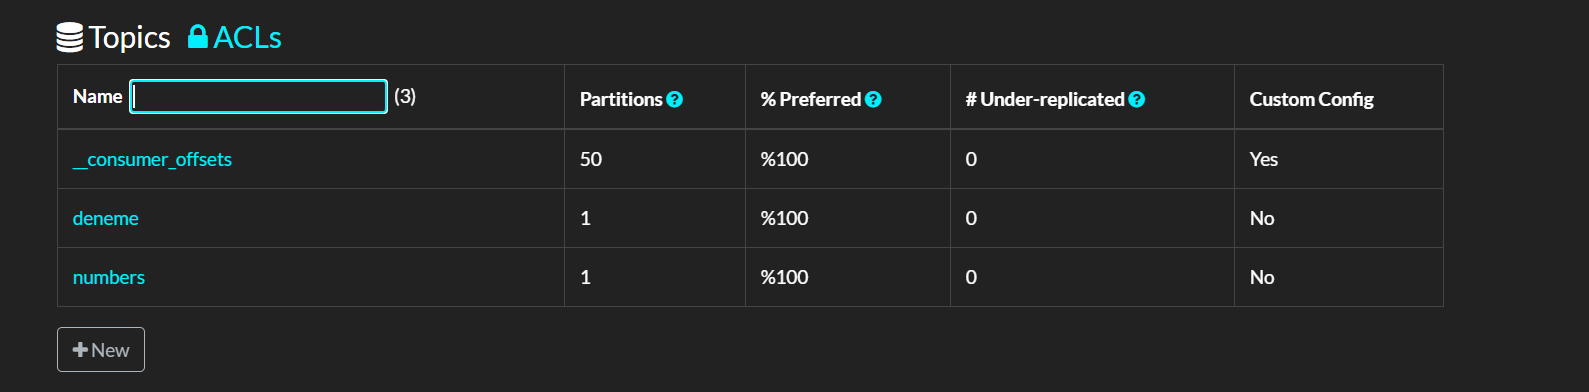 Topics ACLs
Name (3) Partitions % Preferred # Under-replicated Custom Config
__consumer_offsets 50 %100 0 Yes
deneme 1 %100 0 No
numbers 1 %100 0 No
+ New